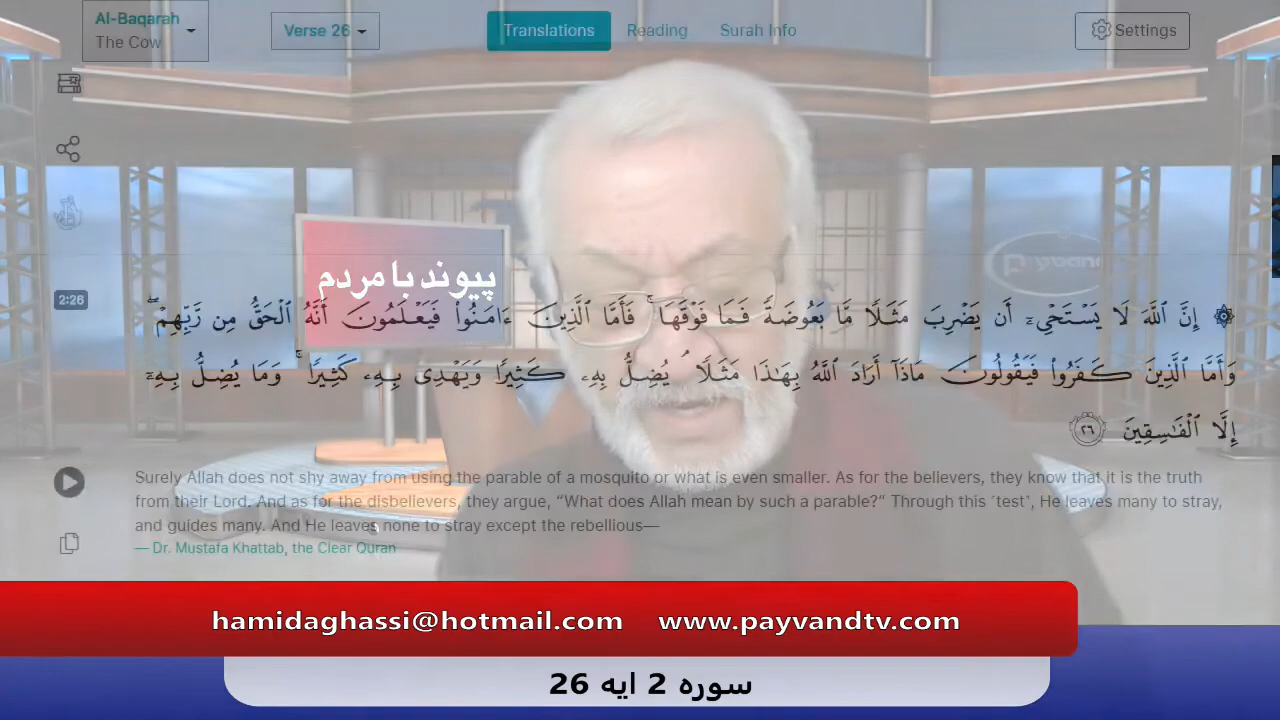 Al-Baqarah
The Cow
Verse 26
Translations
Reading
Surah Info
Settings
پیوند با مردم
payvand
2:26
۞ إِنَّ ٱللَّهَ لَا يَسْتَحْىِۦٓ أَن يَضْرِبَ مَثَلًا مَّا بَعُوضَةً فَمَا فَوْقَهَا ۚ فَأَمَّا ٱلَّذِينَ ءَامَنُوا۟ فَيَعْلَمُونَ أَنَّهُ ٱلْحَقُّ مِن رَّبِّهِمْ ۖ
وَأَمَّا ٱلَّذِينَ كَفَرُوا۟ فَيَقُولُونَ مَاذَآ أَرَادَ ٱللَّهُ بِهَـٰذَا مَثَلًا ۘ يُضِلُّ بِهِۦ كَثِيرًا وَيَهْدِى بِهِۦ كَثِيرًا ۚ وَمَا يُضِلُّ بِهِۦٓ
إِلَّا ٱلْفَـٰسِقِينَ ٢٦
Surely Allah does not shy away from using the parable of a mosquito or what is even smaller. As for the believers, they know that it is the truth
from their Lord. And as for the disbelievers, they argue, “What does Allah mean by such a parable?” Through this ˹test˺, He leaves many to stray,
and guides many. And He leaves none to stray except the rebellious—
— Dr. Mustafa Khattab, the Clear Quran
hamidaghassi@hotmail.com www.payvandtv.com
سوره 2 ایه 26